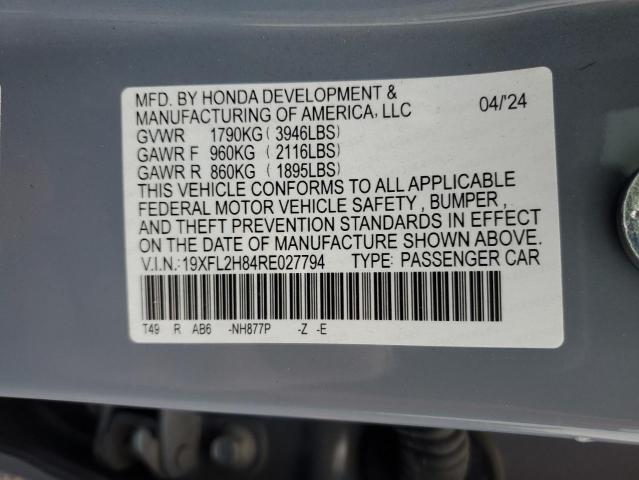 MFD. BY HONDA DEVELOPMENT &
MANUFACTURING OF AMERICA, LLC 04/'24
GVWR 1790KG (3946LBS)
GAWR F 960KG (2116LBS)
GAWR R 860KG (1895LBS)
THIS VEHICLE CONFORMS TO ALL APPLICABLE
FEDERAL MOTOR VEHICLE SAFETY, BUMPER,
AND THEFT PREVENTION STANDARDS IN EFFECT
ON THE DATE OF MANUFACTURE SHOWN ABOVE.
V.I.N.:19XFL2H84RE027794 TYPE: PASSENGER CAR
T49 R AB6 -NH877P -Z -E